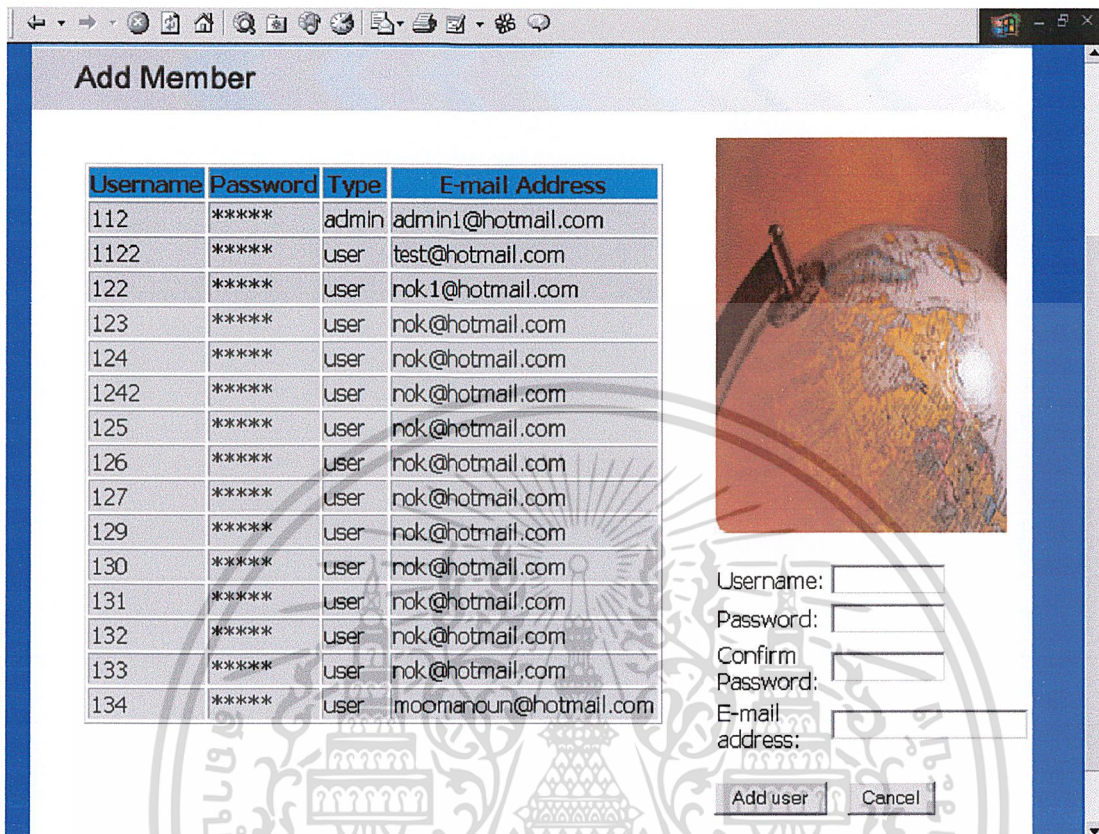 Add Member
Username Password Type E-mail Address
112 ***** admin admin1@hotmail.com
1122 ***** user test@hotmail.com
122 ***** user nok1@hotmail.com
123 ***** user nok@hotmail.com
124 ***** user nok@hotmail.com
1242 ***** user nok@hotmail.com
125 ***** user nok@hotmail.com
126 ***** user nok@hotmail.com
127 ***** user nok@hotmail.com
129 ***** user nok@hotmail.com
130 ***** user nok@hotmail.com
131 ***** user nok@hotmail.com
132 ***** user nok@hotmail.com
133 ***** user nok@hotmail.com
134 ***** user moomanoun@hotmail.com
Username:
Password:
Confirm
Password:
E-mail
address:
Add user Cancel